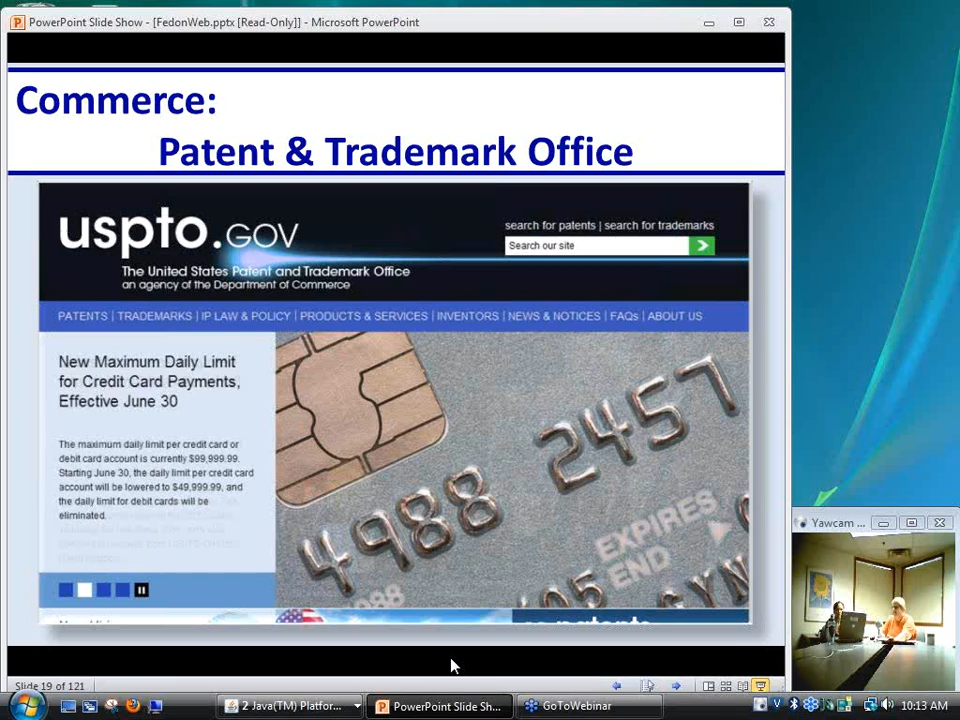 PowerPoint Slide Show - [FedonWeb.pptx [Read-Only]] - Microsoft PowerPoint
Commerce:
Patent & Trademark Office
uspto.GOV
search for patents | search for trademarks
Search our site
The United States Patent and Trademark Office
an agency of the Department of Commerce
PATENTS | TRADEMARKS | IP LAW & POLICY | PRODUCTS & SERVICES | INVENTORS | NEWS & NOTICES | FAQs | ABOUT US
New Maximum Daily Limit
for Credit Card Payments,
Effective June 30
The maximum daily limit per credit card or
debit card account is currently $99,999.99.
Starting June 30, the daily limit per credit card
account will be lowered to $49,999.99, and
the daily limit for debit cards will be
eliminated.
4988 2457
EXPIRES
END
Yawcam ...
Slide 19 of 121
2 Java(TM) Platfor...
PowerPoint Slide Sh...
GoToWebinar
10:13 AM